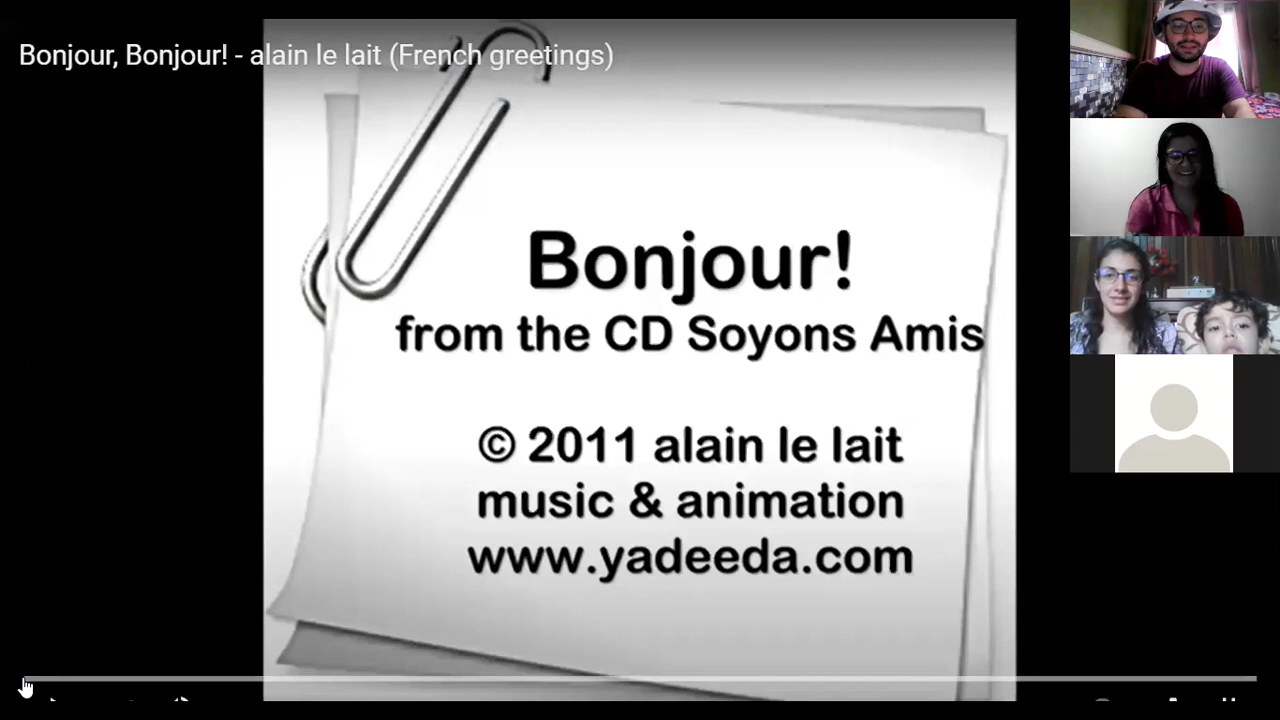 Bonjour, Bonjour! - alain le lait (French greetings)
Bonjour!
from the CD Soyons Amis
© 2011 alain le lait
music & animation
www.yadeeda.com